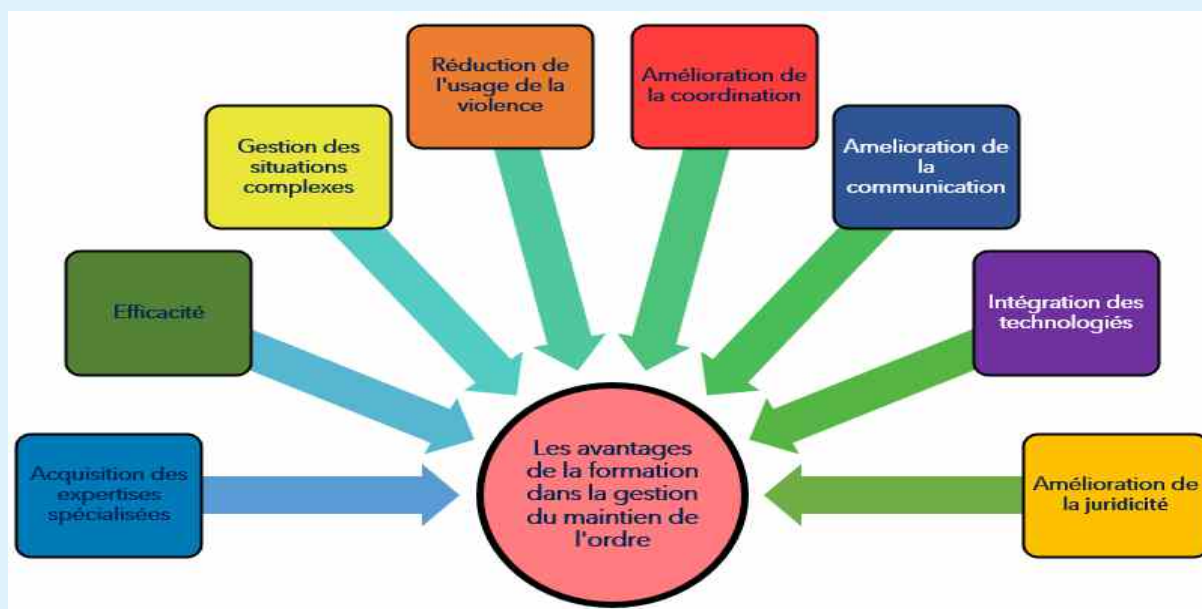 Réduction de
l'usage de la
violence
Amélioration de
la coordination
Gestion des
situations
complexes
Amelioration de
la
communication
Efficacité
Intégration des
technologiés
Acquisition des
expertises
spécialisées
Les avantages
de la formation
dans la gestion
du maintien de
l'ordre
Amélioration de
la juridicité